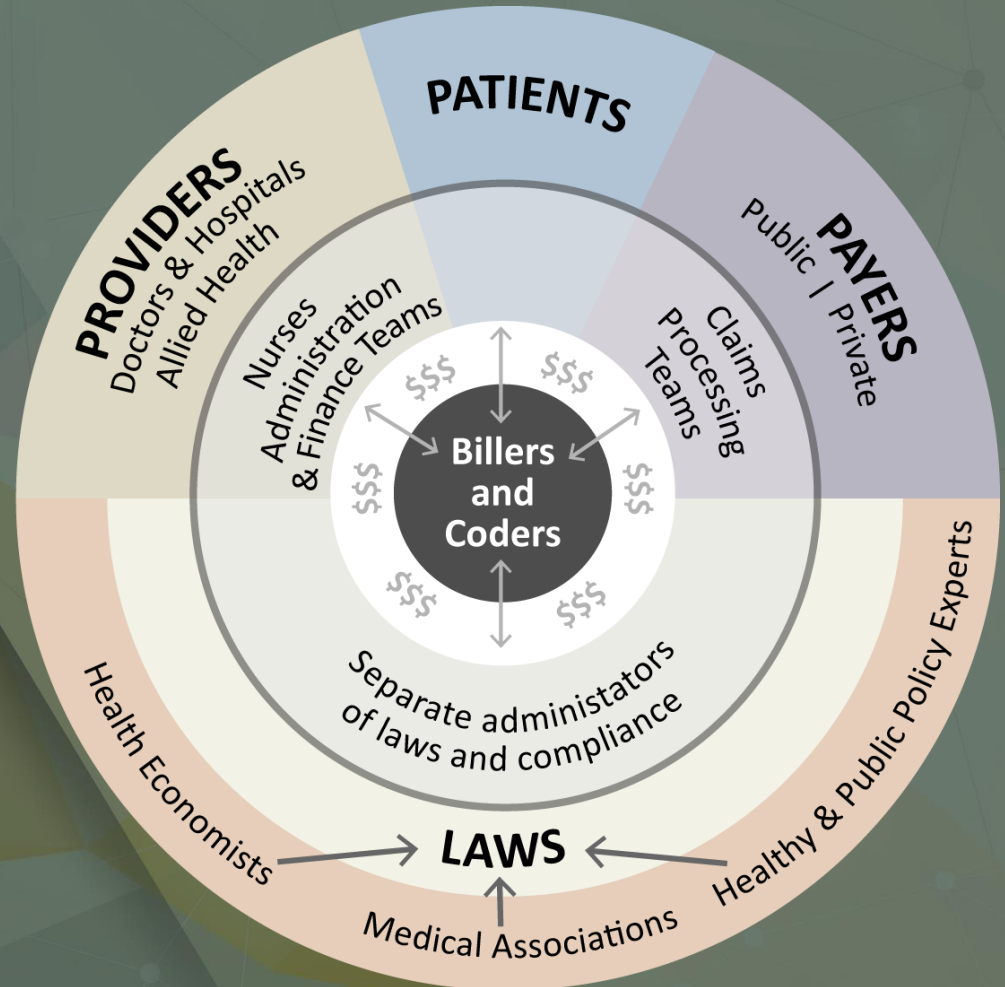 PATIENTS
PROVIDERS
Doctors & Hospitals
Allied Health
Nurses
Administration
& Finance Teams
PAYERS
Public | Private
Claims
Processing
Teams
$$$
$$$
$$$
$$$
$$$
$$$
Billers
and
Coders
Separate administators
of laws and compliance
LAWS
Health Economists
Medical Associations
Healthy & Public Policy Experts